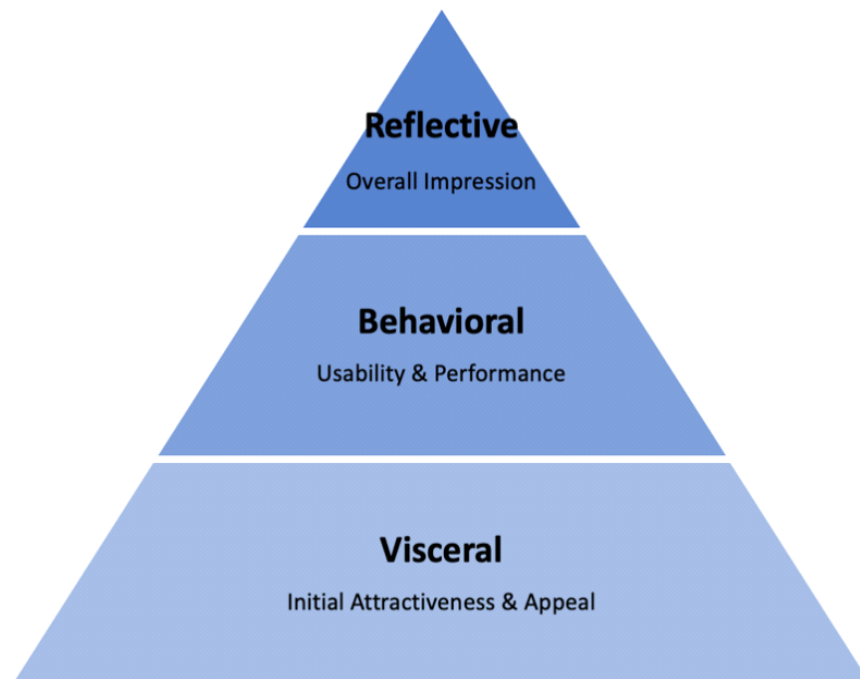 Reflective
Overall Impression
Behavioral
Usability & Performance
Visceral
Initial Attractiveness & Appeal